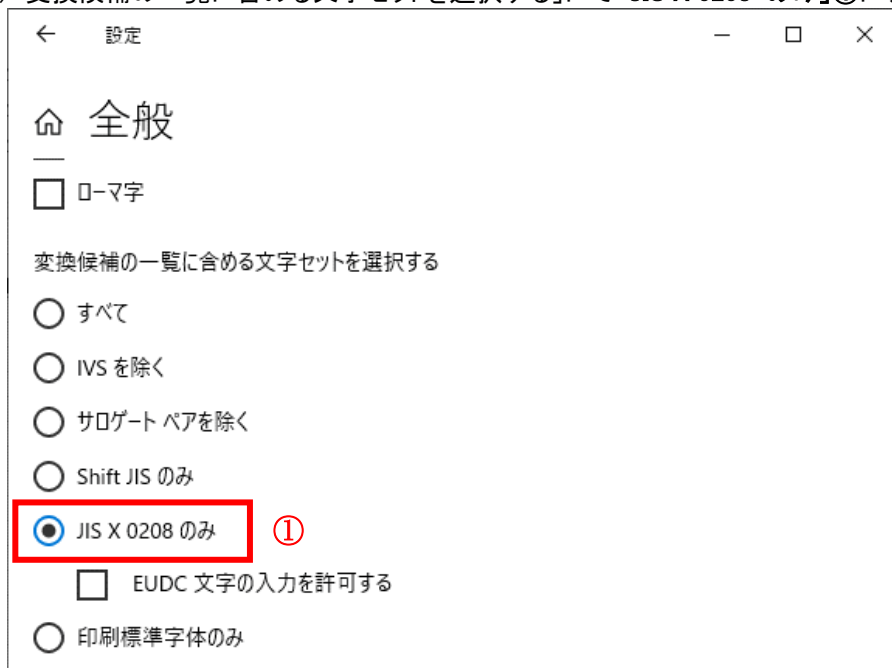 設定
全般
ローマ字
変換候補の一覧に含める文字セットを選択する
すべて
IVS を除く
サロゲート ペアを除く
Shift JIS のみ
JIS X 0208 のみ ①
EUDC 文字の入力を許可する
印刷標準字体のみ